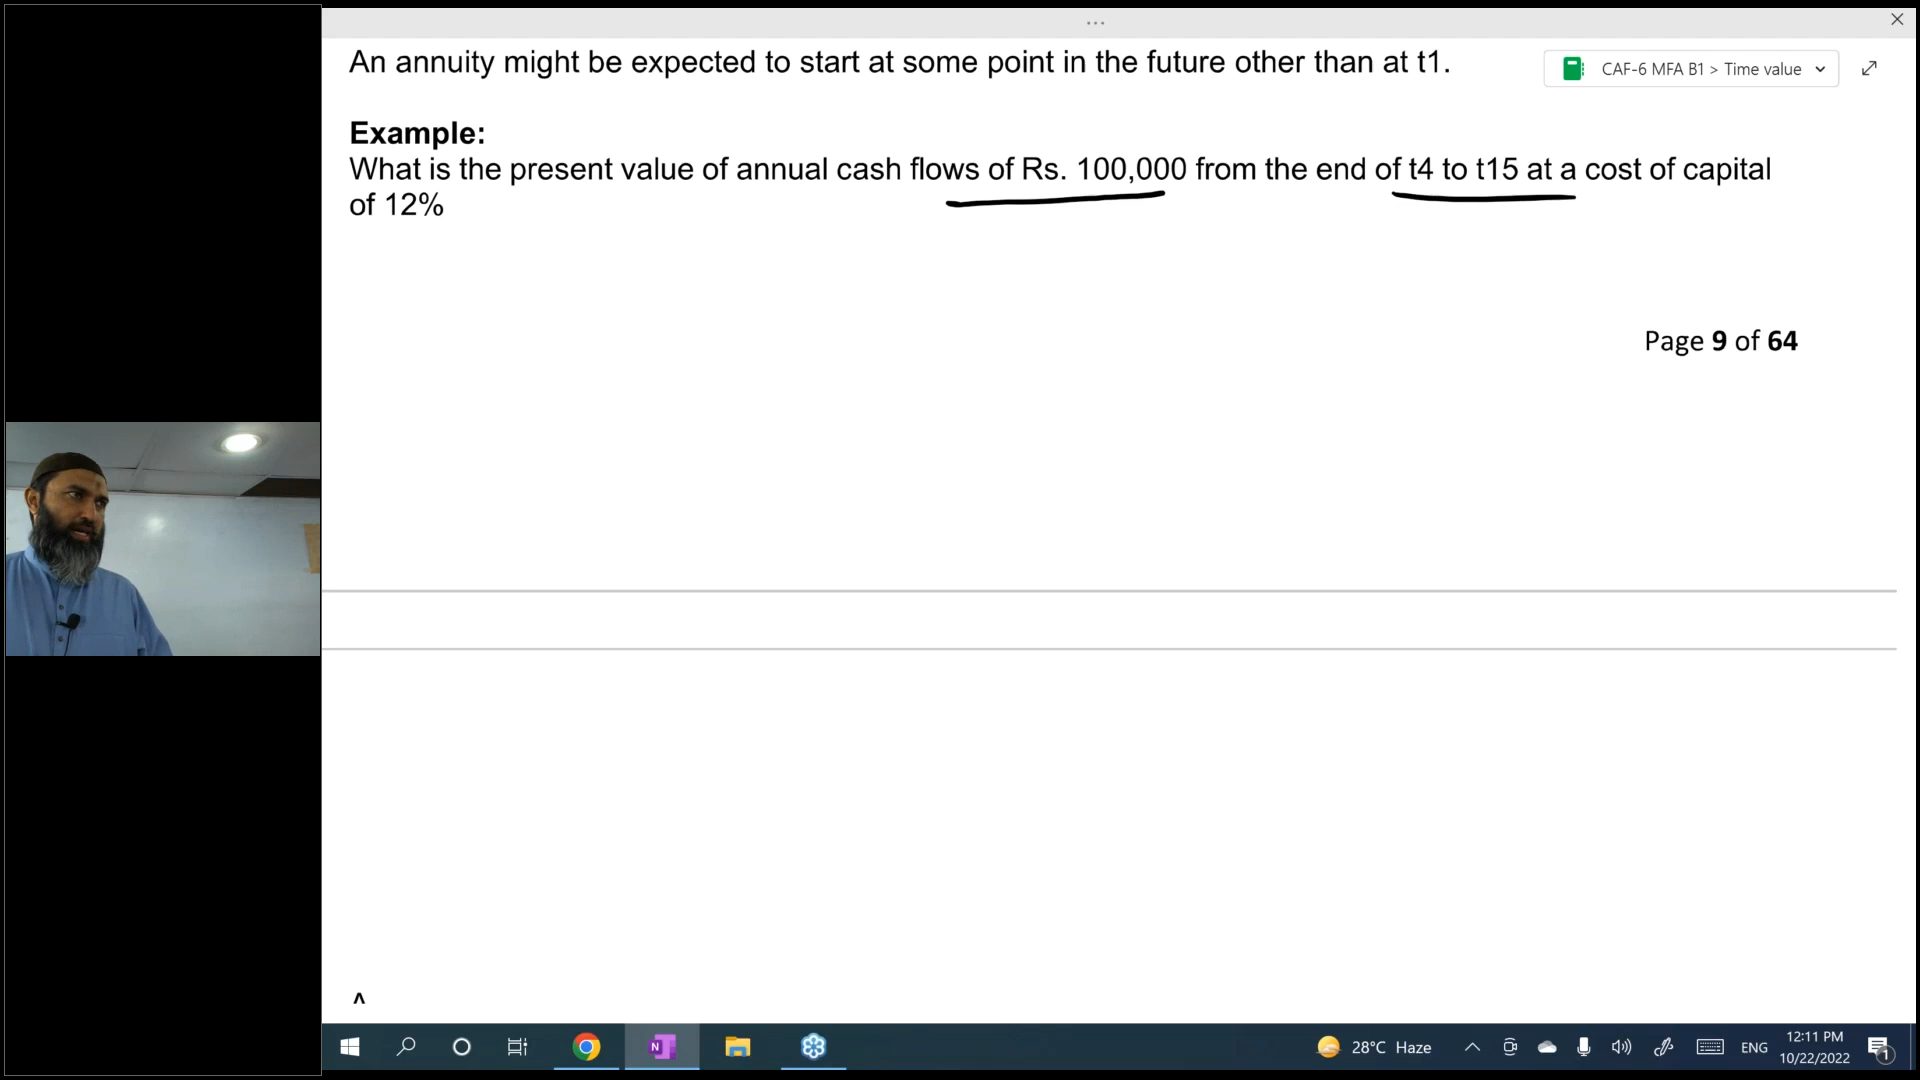 An annuity might be expected to start at some point in the future other than at t1.
CAF-6 MFA B1 > Time value
Example:
What is the present value of annual cash flows of Rs. 100,000 from the end of t4 to t15 at a cost of capital
of 12%
Page 9 of 64
28°C Haze
ENG
12:11 PM
10/22/2022
1